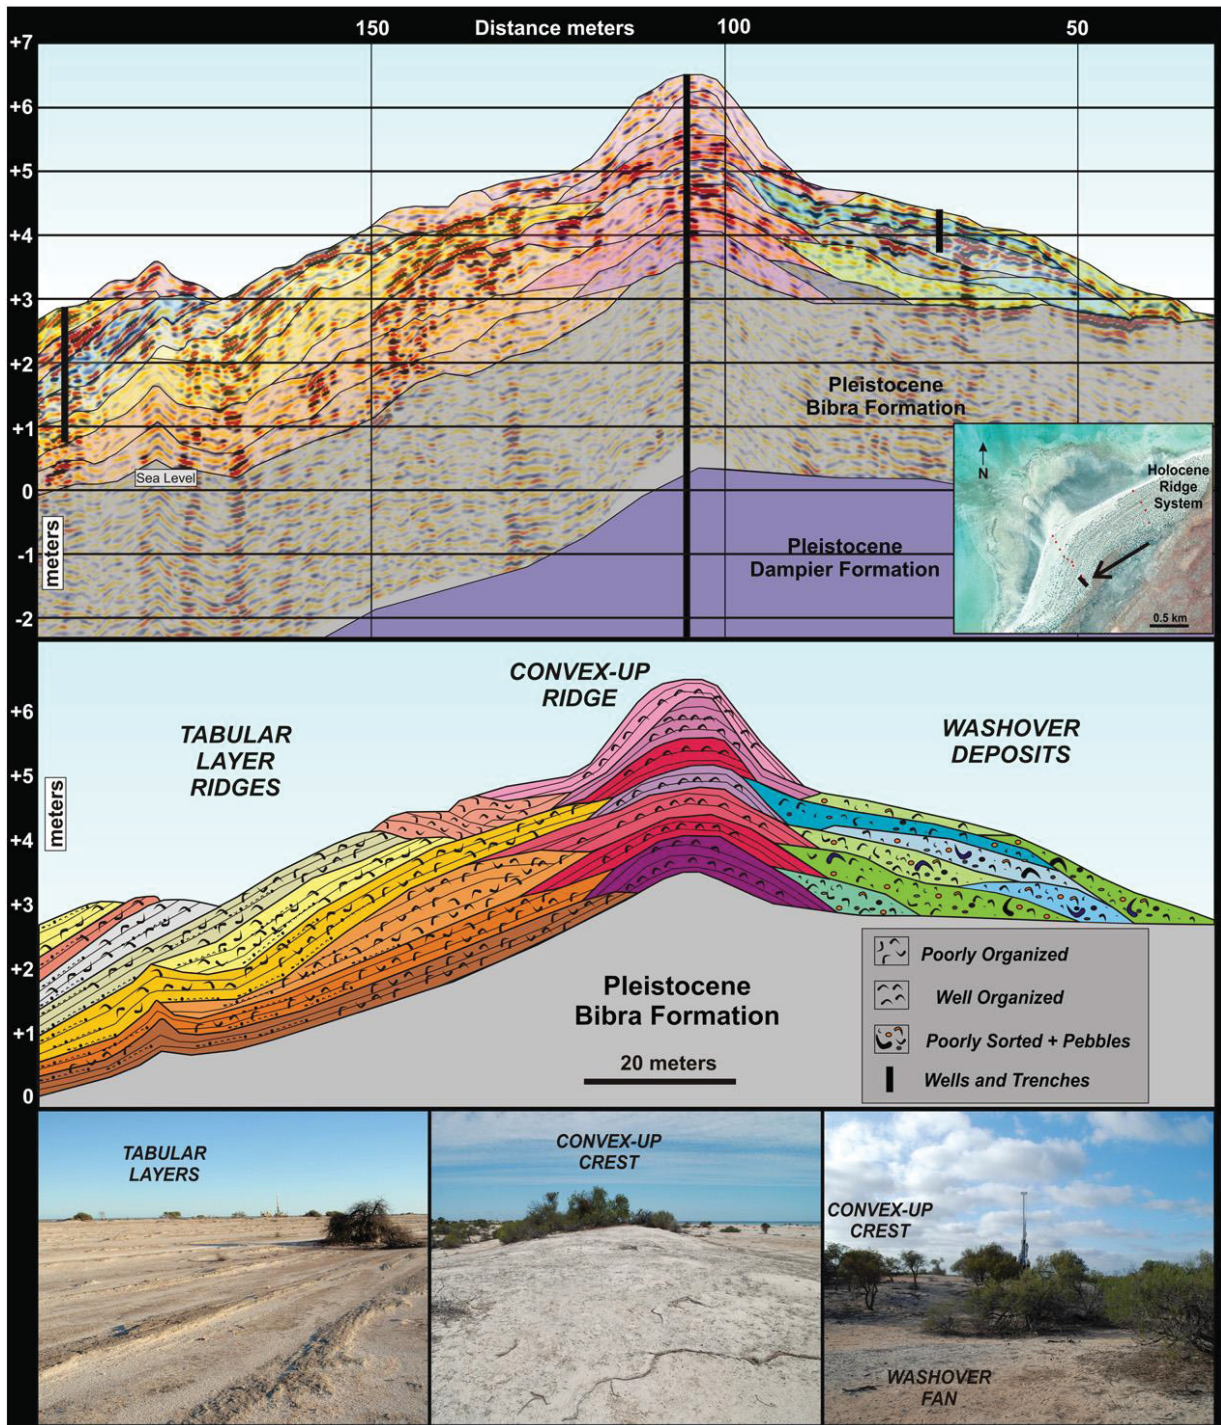 150 Distance meters 100 50
+7
+6
+5
+4
+3
+2
+1
0
-1
-2
meters
Sea Level
Pleistocene
Bibra Formation
Pleistocene
Dampier Formation
N
Holocene
Ridge
System
0.5 km
+6
+5
+4
+3
+2
+1
0
meters
TABULAR
LAYER
RIDGES
CONVEX-UP
RIDGE
WASHOVER
DEPOSITS
Pleistocene
Bibra Formation
20 meters
Poorly Organized
Well Organized
Poorly Sorted + Pebbles
Wells and Trenches
TABULAR
LAYERS
CONVEX-UP
CREST
CONVEX-UP
CREST
WASHOVER
FAN